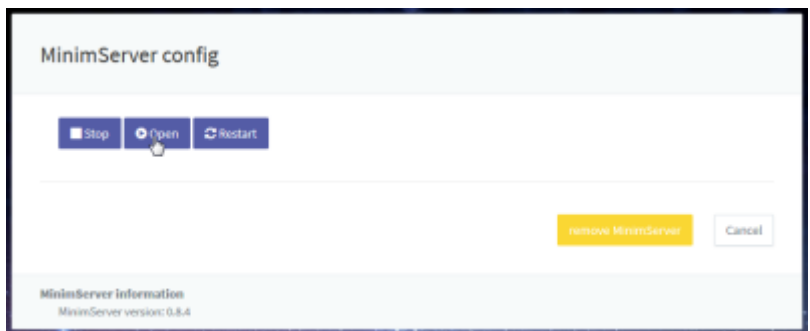 MinimServer config
Stop Open Restart
remove MinimServer Cancel
MinimServer information
MinimServer version: 0.8.4